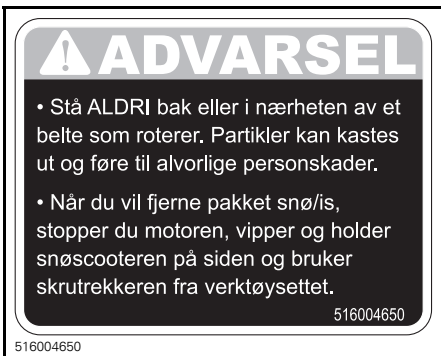 ADVARSEL
• Stå ALDRI bak eller i nærheten av et
belte som roterer. Partikler kan kastes
ut og føre til alvorlige personskader.
• Når du vil fjerne pakket snø/is,
stopper du motoren, vipper og holder
snøscooteren på siden og bruker
skrutrekkeren fra verktøysettet.
516004650
516004650